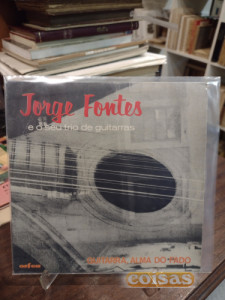 Jorge Fontes
e o seu trio de guitarras
GUITARRA, ALMA DO FADO
coisas